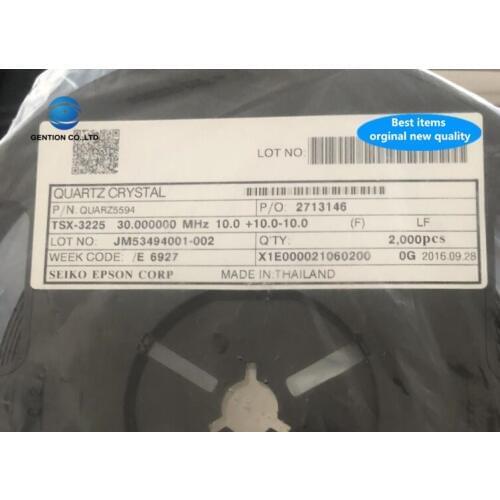 GENTION CO.,LTD
Best items
orginal new quality
LOT NO:
QUARTZ CRYSTAL
P/N. QUARZ5594 P/O: 2713146
TSX-3225 30.000000 MHz 10.0 +10.0-10.0 (F) LF
LOT NO: JM53494001-002 Q'TY: 2,000pcs
WEEK CODE: /E 6927 X1E000021060200 0G 2016.09.28
SEIKO EPSON CORP MADE IN:THAILAND